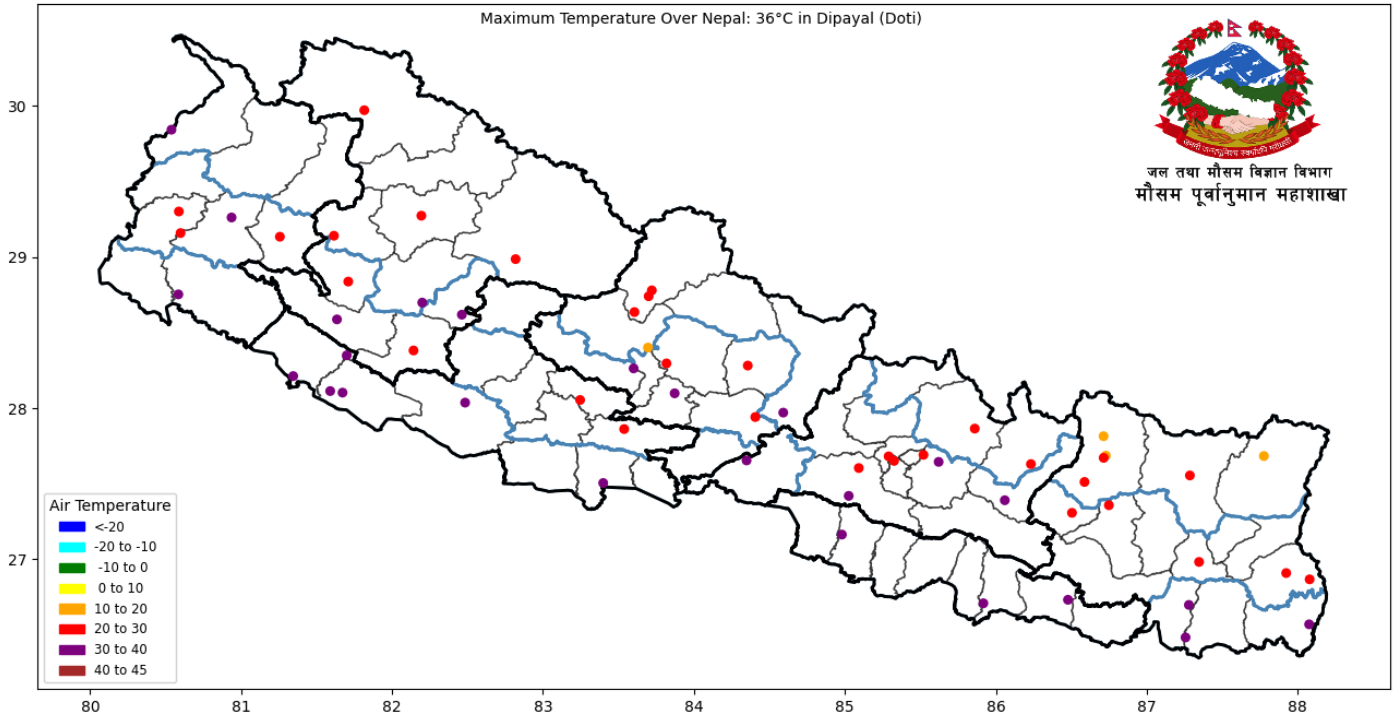 Maximum Temperature Over Nepal: 36°C in Dipayal (Doti)
जल तथा मौसम विज्ञान विभाग
मौसम पूर्वानुमान महाशाखा
30
29
28
27
Air Temperature
<-20
-20 to -10
-10 to 0
0 to 10
10 to 20
20 to 30
30 to 40
40 to 45
80 81 82 83 84 85 86 87 88